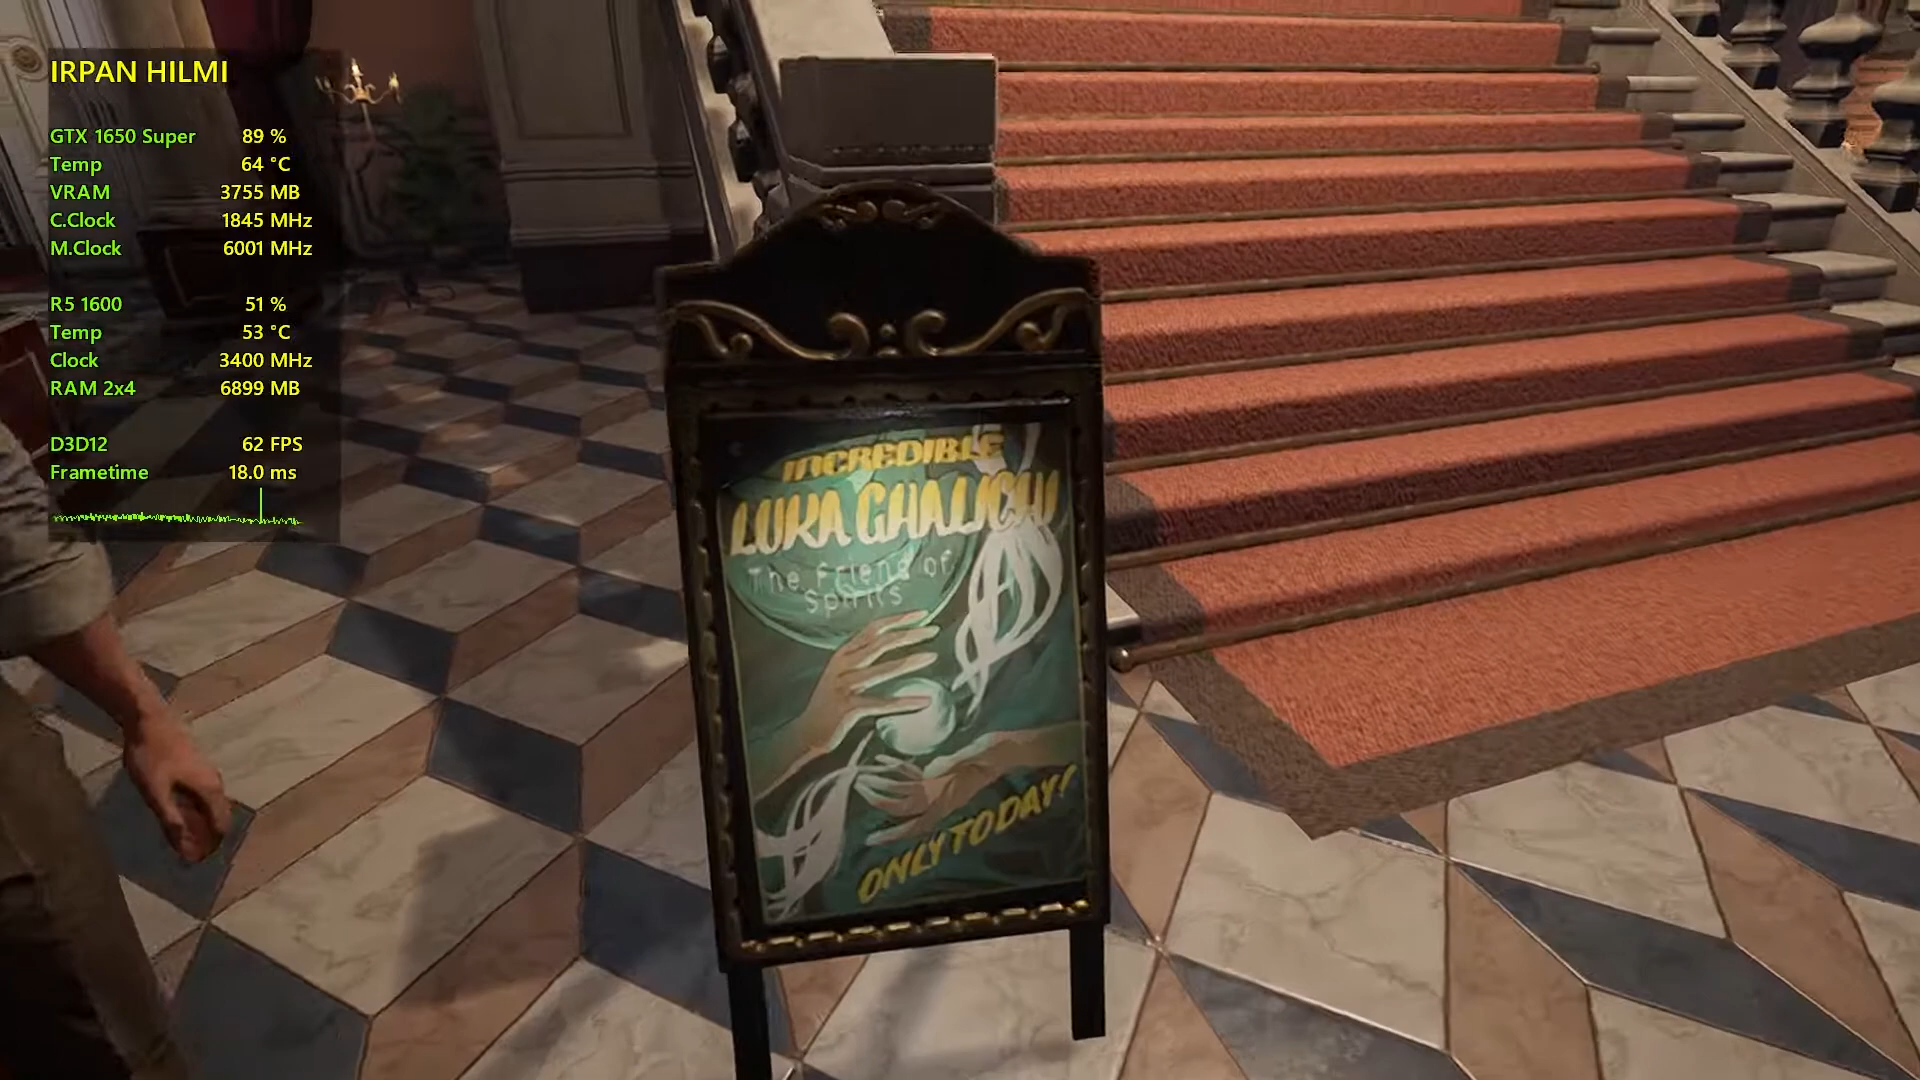 IRPAN HILMI
GTX 1650 Super 89 %
Temp 64 °C
VRAM 3755 MB
C.Clock 1845 MHz
M.Clock 6001 MHz
R5 1600 51 %
Temp 53 °C
Clock 3400 MHz
RAM 2x4 6899 MB
D3D12 62 FPS
Frametime 18.0 ms
INCREDIBLE
LUKA GHALICHI
The Friend of
Spirits
ONLY TODAY!